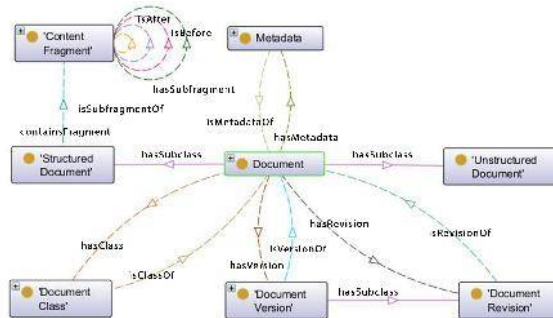 'Content
Fragment'
IsAfter
isBefore
Metadata
hasSubfragment
isSubfragmentOf
isMetadataOf
containsFragment
hasMetadata
'Structured
Document'
hasSubclass
Document
hasSubclass
'Unstructured
Document'
hasRevision
isRevisionOf
hasClass
isVersionOf
isClassOf
hasVersion
'Document
Class'
'Document
Version'
hasSubclass
'Document
Revision'